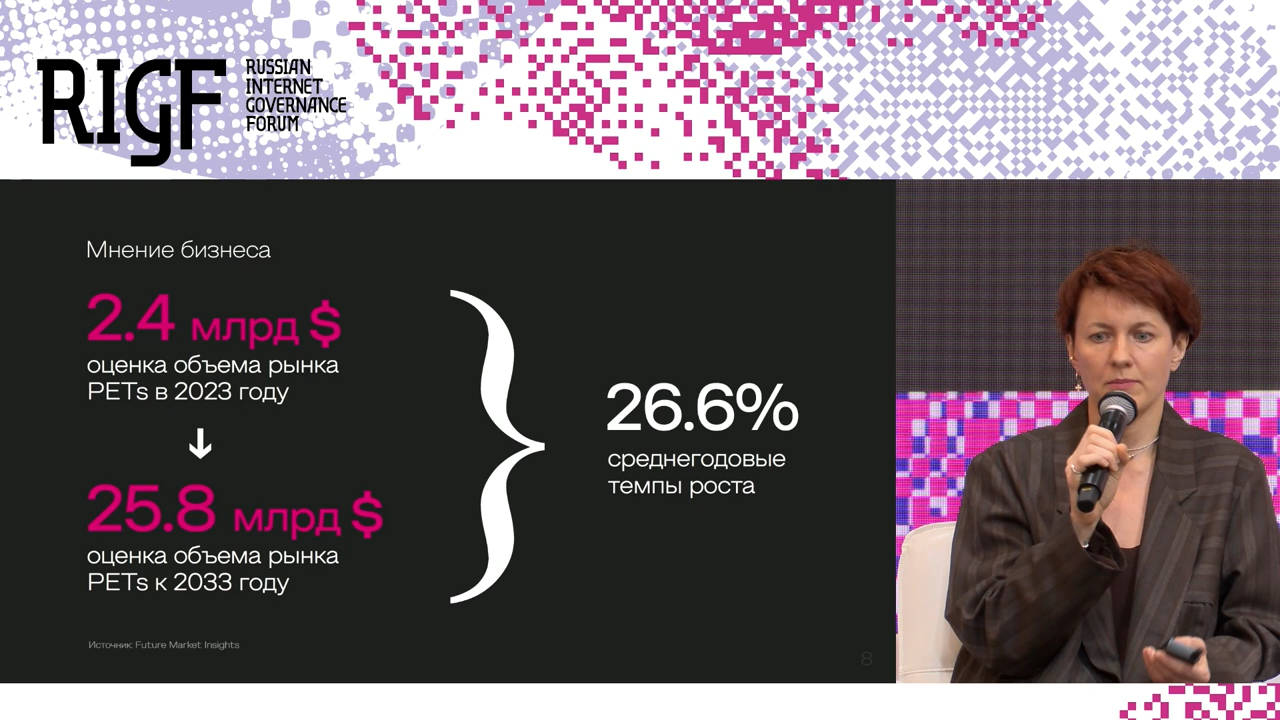 RIGF
RUSSIAN
INTERNET
GOVERNANCE
FORUM
Мнение бизнеса
2.4 млрд $
оценка объема рынка
PETs в 2023 году
↓
25.8 млрд $
оценка объема рынка
PETs к 2033 году
26.6%
среднегодовые
темпы роста
Источник: Future Market Insights
8